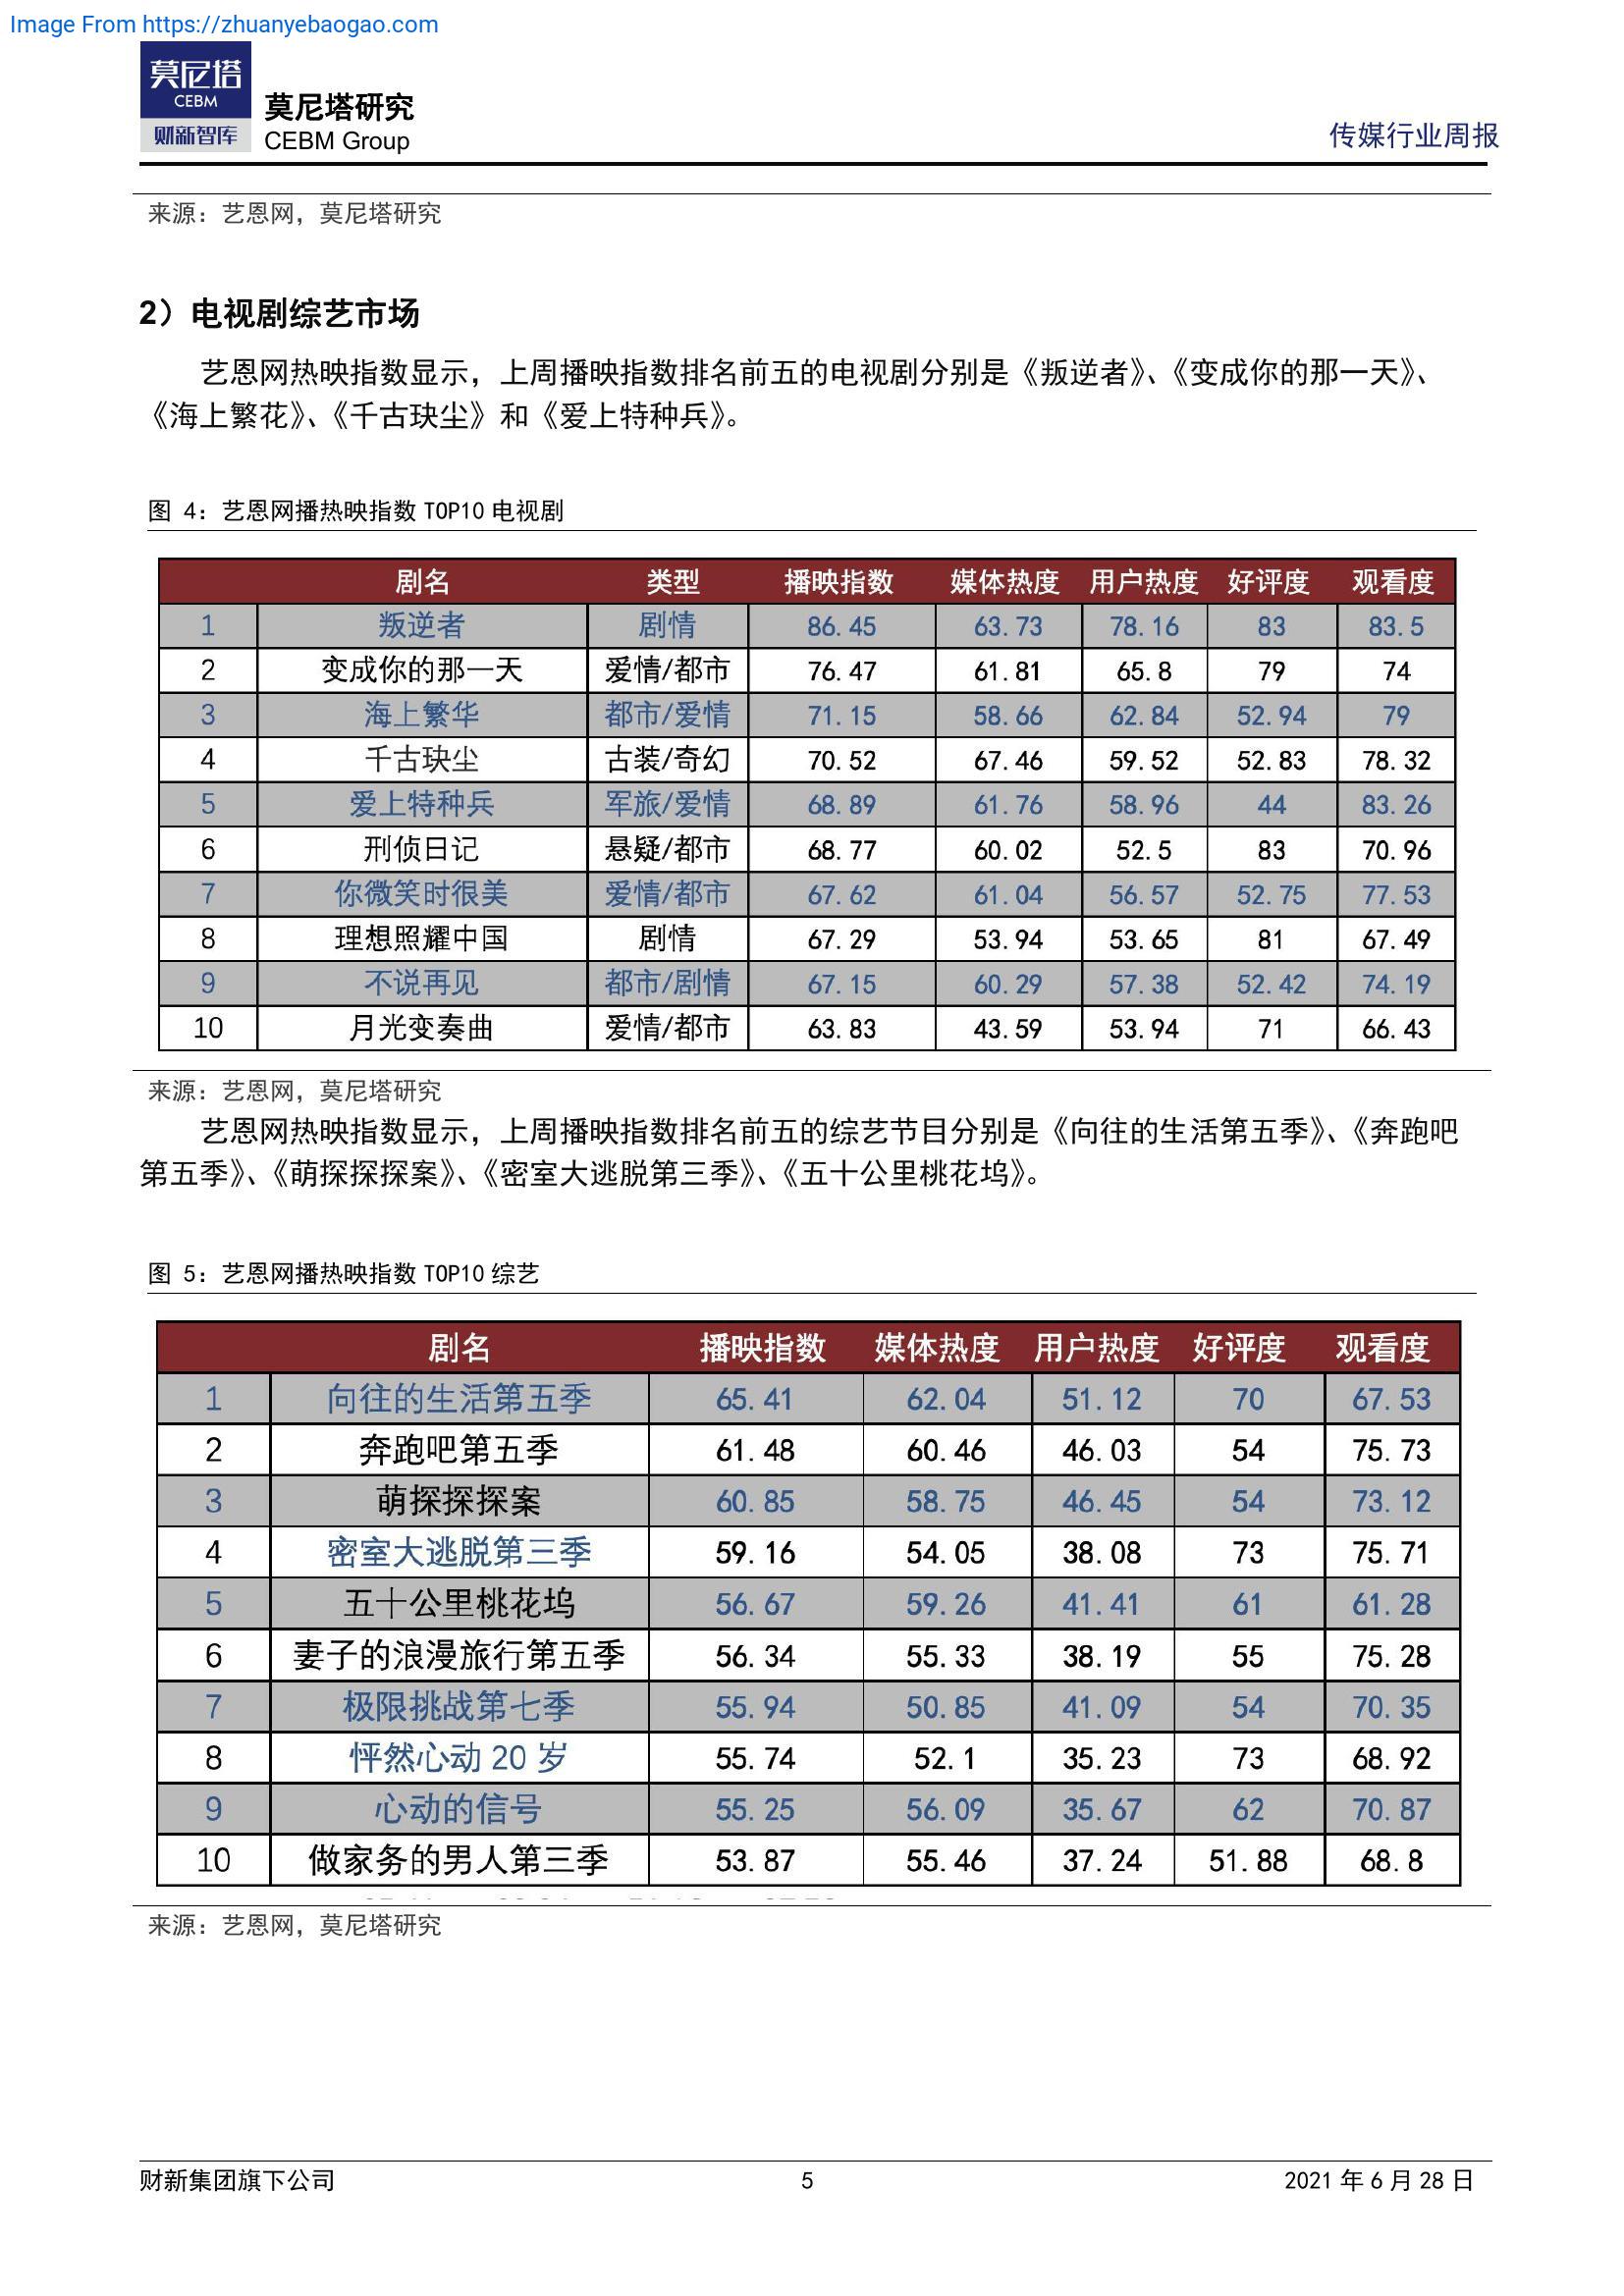 Image From https://zhuanyebaogao.com
莫尼塔
CEBM
财新智库
莫尼塔研究
CEBM Group
传媒行业周报
来源：艺恩网，莫尼塔研究
2）电视剧综艺市场
艺恩网热映指数显示，上周播映指数排名前五的电视剧分别是《叛逆者》、《变成你的那一天》、
《海上繁花》、《千古玦尘》和《爱上特种兵》。
图 4：艺恩网播热映指数 TOP10 电视剧
剧名 类型 播映指数 媒体热度 用户热度 好评度 观看度
1 叛逆者 剧情 86.45 63.73 78.16 83 83.5
2 变成你的那一天 爱情/都市 76.47 61.81 65.8 79 74
3 海上繁华 都市/爱情 71.15 58.66 62.84 52.94 79
4 千古玦尘 古装/奇幻 70.52 67.46 59.52 52.83 78.32
5 爱上特种兵 军旅/爱情 68.89 61.76 58.96 44 83.26
6 刑侦日记 悬疑/都市 68.77 60.02 52.5 83 70.96
7 你微笑时很美 爱情/都市 67.62 61.04 56.57 52.75 77.53
8 理想照耀中国 剧情 67.29 53.94 53.65 81 67.49
9 不说再见 都市/剧情 67.15 60.29 57.38 52.42 74.19
10 月光变奏曲 爱情/都市 63.83 43.59 53.94 71 66.43
来源：艺恩网，莫尼塔研究
艺恩网热映指数显示，上周播映指数排名前五的综艺节目分别是《向往的生活第五季》、《奔跑吧
第五季》、《萌探探探案》、《密室大逃脱第三季》、《五十公里桃花坞》。
图 5：艺恩网播热映指数 TOP10 综艺
剧名 播映指数 媒体热度 用户热度 好评度 观看度
1 向往的生活第五季 65.41 62.04 51.12 70 67.53
2 奔跑吧第五季 61.48 60.46 46.03 54 75.73
3 萌探探探案 60.85 58.75 46.45 54 73.12
4 密室大逃脱第三季 59.16 54.05 38.08 73 75.71
5 五十公里桃花坞 56.67 59.26 41.41 61 61.28
6 妻子的浪漫旅行第五季 56.34 55.33 38.19 55 75.28
7 极限挑战第七季 55.94 50.85 41.09 54 70.35
8 怦然心动 20 岁 55.74 52.1 35.23 73 68.92
9 心动的信号 55.25 56.09 35.67 62 70.87
10 做家务的男人第三季 53.87 55.46 37.24 51.88 68.8
来源：艺恩网，莫尼塔研究
财新集团旗下公司 5 2021 年 6 月 28 日